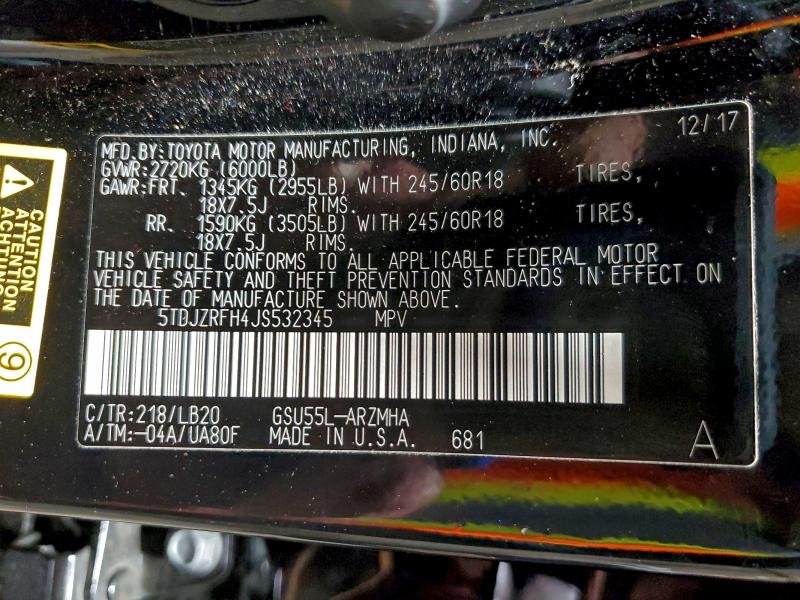 MFD.BY:TOYOTA MOTOR MANUFACTURING, INDIANA, INC. 12/17
GVWR:2720KG (6000LB)
GAWR:FRT. 1345KG (2955LB) WITH 245/60R18 TIRES,
18X7.5J RIMS.
RR. 1590KG (3505LB) WITH 245/60R18 TIRES,
18X7.5J RIMS.
THIS VEHICLE CONFORMS TO ALL APPLICABLE FEDERAL MOTOR
VEHICLE SAFETY AND THEFT PREVENTION STANDARDS IN EFFECT ON
THE DATE OF MANUFACTURE SHOWN ABOVE.
5TDJZRFH4JS532345 MPV
C/TR:218/LB20 GSU55L-ARZMHA
A/TM:-04A/UA80F MADE IN U.S.A. 681 A
CAUTION
ATTENTION
ACHTUNG
9